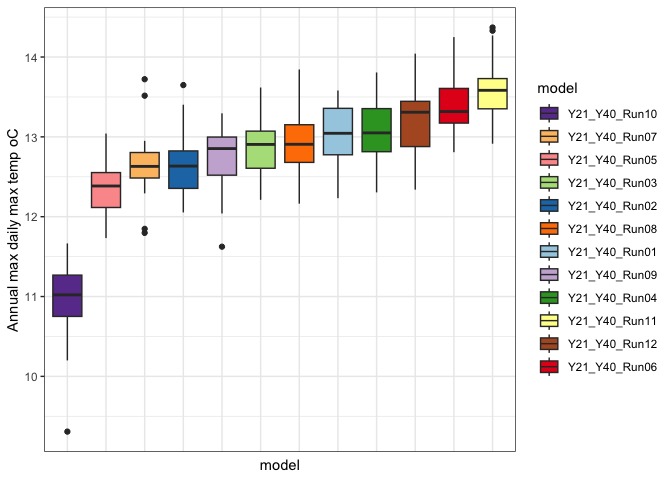 Annual max daily max temp oC
14
13
12
11
10
model
model
Y21_Y40_Run10
Y21_Y40_Run07
Y21_Y40_Run05
Y21_Y40_Run03
Y21_Y40_Run02
Y21_Y40_Run08
Y21_Y40_Run01
Y21_Y40_Run09
Y21_Y40_Run04
Y21_Y40_Run11
Y21_Y40_Run12
Y21_Y40_Run06